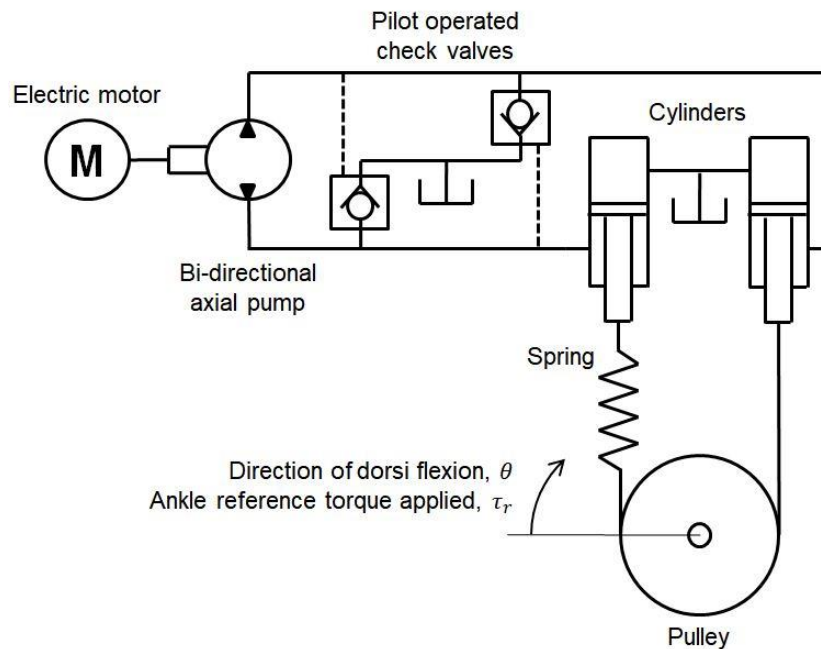 Pilot operated
check valves
Electric motor
Cylinders
M
Bi-directional
axial pump
Spring
Direction of dorsi flexion, θ
Ankle reference torque applied, τᵣ
Pulley